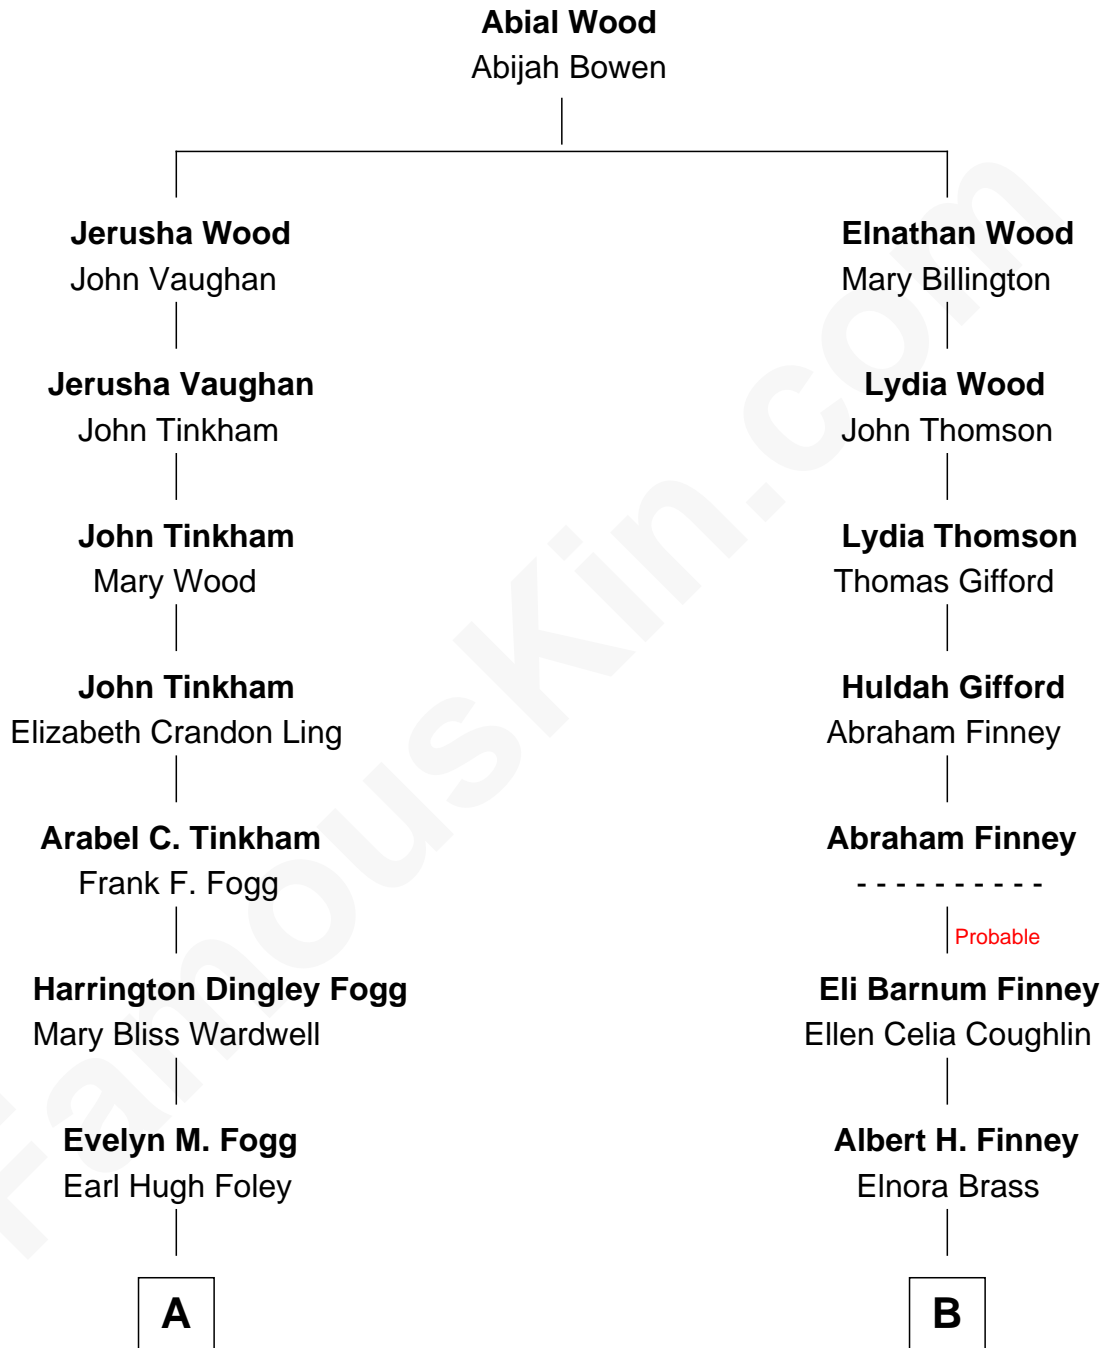 Abial Wood
Abijah Bowen
Jerusha Wood
John Vaughan
Elnathan Wood
Mary Billington
Jerusha Vaughan
John Tinkham
Lydia Wood
John Thomson
John Tinkham
Mary Wood
Lydia Thomson
Thomas Gifford
John Tinkham
Elizabeth Crandon Ling
Huldah Gifford
Abraham Finney
Arabel C. Tinkham
Frank F. Fogg
Abraham Finney
- - - - - - - - - -
Probable
Harrington Dingley Fogg
Mary Bliss Wardwell
Eli Barnum Finney
Ellen Celia Coughlin
Evelyn M. Fogg
Earl Hugh Foley
Albert H. Finney
Elnora Brass
A
B
FamousKin.com